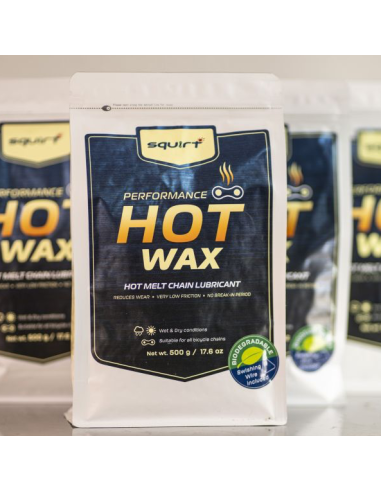 squirt
PERFORMANCE
HOT
WAX
HOT MELT CHAIN LUBRICANT
REDUCES WEAR • VERY LOW FRICTION • NO BREAK-IN PERIOD
Wet & Dry conditions
Suitable for all bicycle chains
Net wt. 500 g / 17.6 oz
BIODEGRADABLE
Swishing
Wire
Included